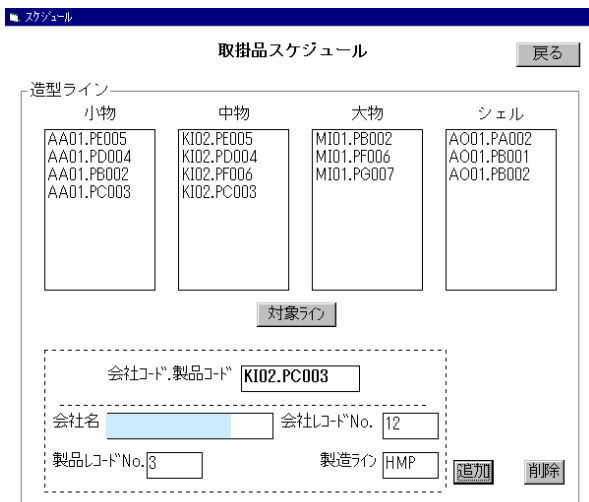 スケジュール
取掛品スケジュール
戻る
造型ライン
小物 中物 大物 シェル
AA01.PE005 KI02.PE005 MI01.PB002 AO01.PA002
AA01.PD004 KI02.PD004 MI01.PF006 AO01.PB001
AA01.PB002 KI02.PF006 MI01.PG007 AO01.PB002
AA01.PC003 KI02.PC003
対象ライン
会社コード.製品コード KI02.PC003
会社名 会社レコードNo. 12
製品レコードNo. 3 製造ライン HMP
追加 削除